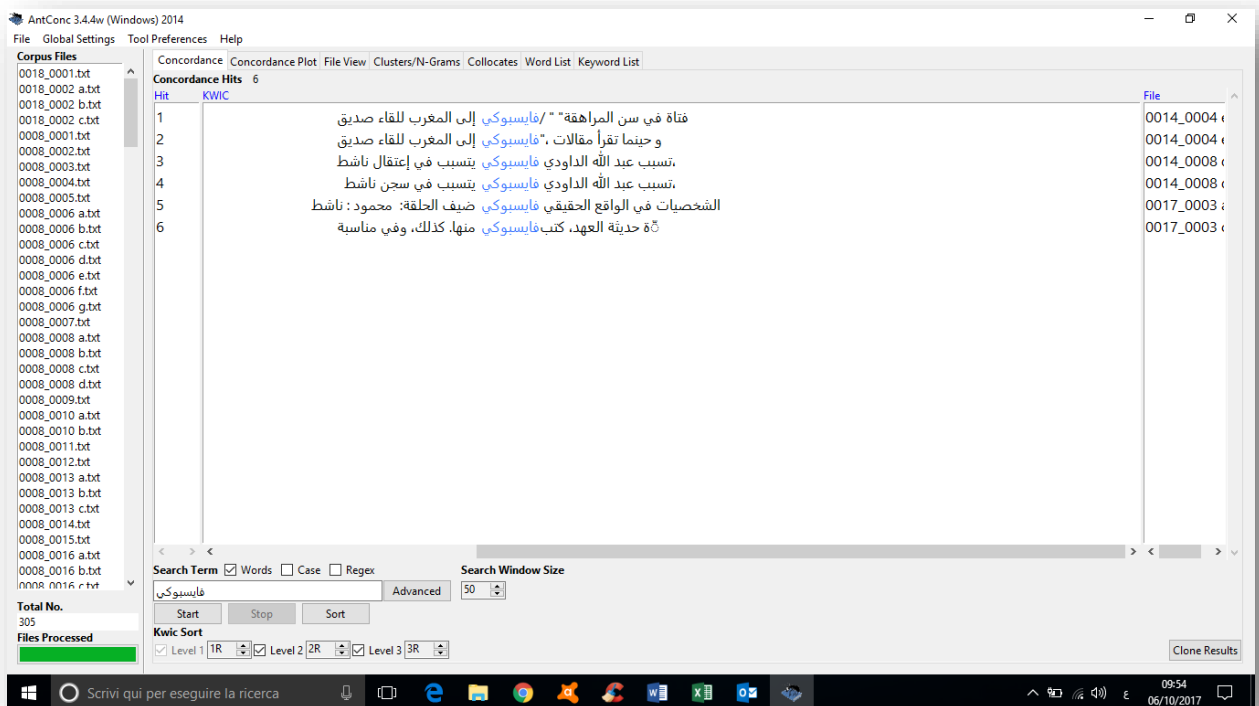 AntConc 3.4.4w (Windows) 2014
File Global Settings Tool Preferences Help
Corpus Files
0018_0001.txt
0018_0002 a.txt
0018_0002 b.txt
0018_0002 c.txt
0008_0001.txt
0008_0002.txt
0008_0003.txt
0008_0004.txt
0008_0005.txt
0008_0006 a.txt
0008_0006 b.txt
0008_0006 c.txt
0008_0006 d.txt
0008_0006 e.txt
0008_0006 f.txt
0008_0006 g.txt
0008_0007.txt
0008_0008 a.txt
0008_0008 b.txt
0008_0008 c.txt
0008_0008 d.txt
0008_0009.txt
0008_0010 a.txt
0008_0010 b.txt
0008_0011.txt
0008_0012.txt
0008_0013 a.txt
0008_0013 b.txt
0008_0013 c.txt
0008_0014.txt
0008_0015.txt
0008_0016 a.txt
0008_0016 b.txt
0008_0016 c.txt
Total No.
305
Files Processed
Concordance Concordance Plot File View Clusters/N-Grams Collocates Word List Keyword List
Concordance Hits 6
Hit KWIC File
1 فتاة في سن المراهقة" " /فايسبوكي إلى المغرب للقاء صديق 0014_0004
2 و حينما تقرأ مقالات ،"فايسبوكي إلى المغرب للقاء صديق 0014_0004
3 ،تسبب عبد الله الداودي فايسبوكي يتسبب في إعتقال ناشط 0014_0008
4 ،تسبب عبد الله الداودي فايسبوكي يتسبب في سجن ناشط 0014_0008
5 الشخصيات في الواقع الحقيقي فايسبوكي ضيف الحلقة: محمود : ناشط 0017_0003
6 ّة حديثة العهد، كتبفايسبوكي منها. كذلك، وفي مناسبة 0017_0003
Search Term Words Case Regex Search Window Size
فايسبوكي Advanced 50
Start Stop Sort
Kwic Sort
Level 1 1R Level 2 2R Level 3 3R Clone Results
Scrivi qui per eseguire la ricerca ع 09:54
06/10/2017